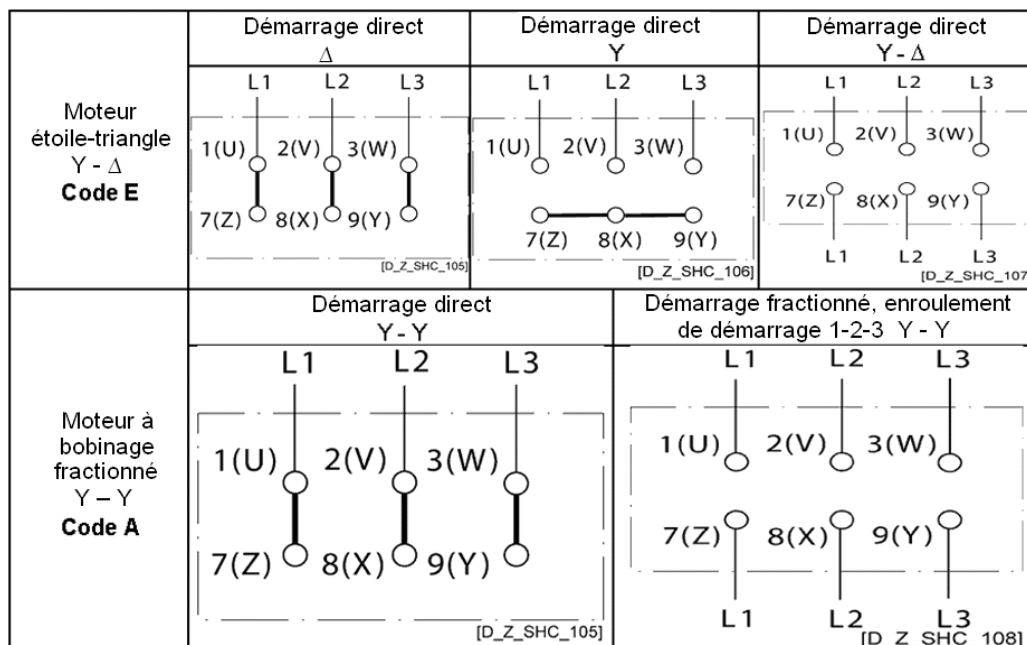 Démarrage direct
Δ
Démarrage direct
Y
Démarrage direct
Y - Δ
Moteur
étoile-triangle
Y - Δ
Code E
L1 L2 L3
1(U) 2(V) 3(W)
7(Z) 8(X) 9(Y)
[D_Z_SHC_105]
L1 L2 L3
1(U) 2(V) 3(W)
7(Z) 8(X) 9(Y)
[D_Z_SHC_106]
L1 L2 L3
1(U) 2(V) 3(W)
7(Z) 8(X) 9(Y)
L1 L2 L3
[D_Z_SHC_107
Démarrage direct
Y - Y
Démarrage fractionné, enroulement
de démarrage 1-2-3 Y - Y
Moteur à
bobinage
fractionné
Y – Y
Code A
L1 L2 L3
1(U) 2(V) 3(W)
7(Z) 8(X) 9(Y)
[D_Z_SHC_105]
L1 L2 L3
1(U) 2(V) 3(W)
7(Z) 8(X) 9(Y)
L1 L2 L3
[D_Z_SHC_108]